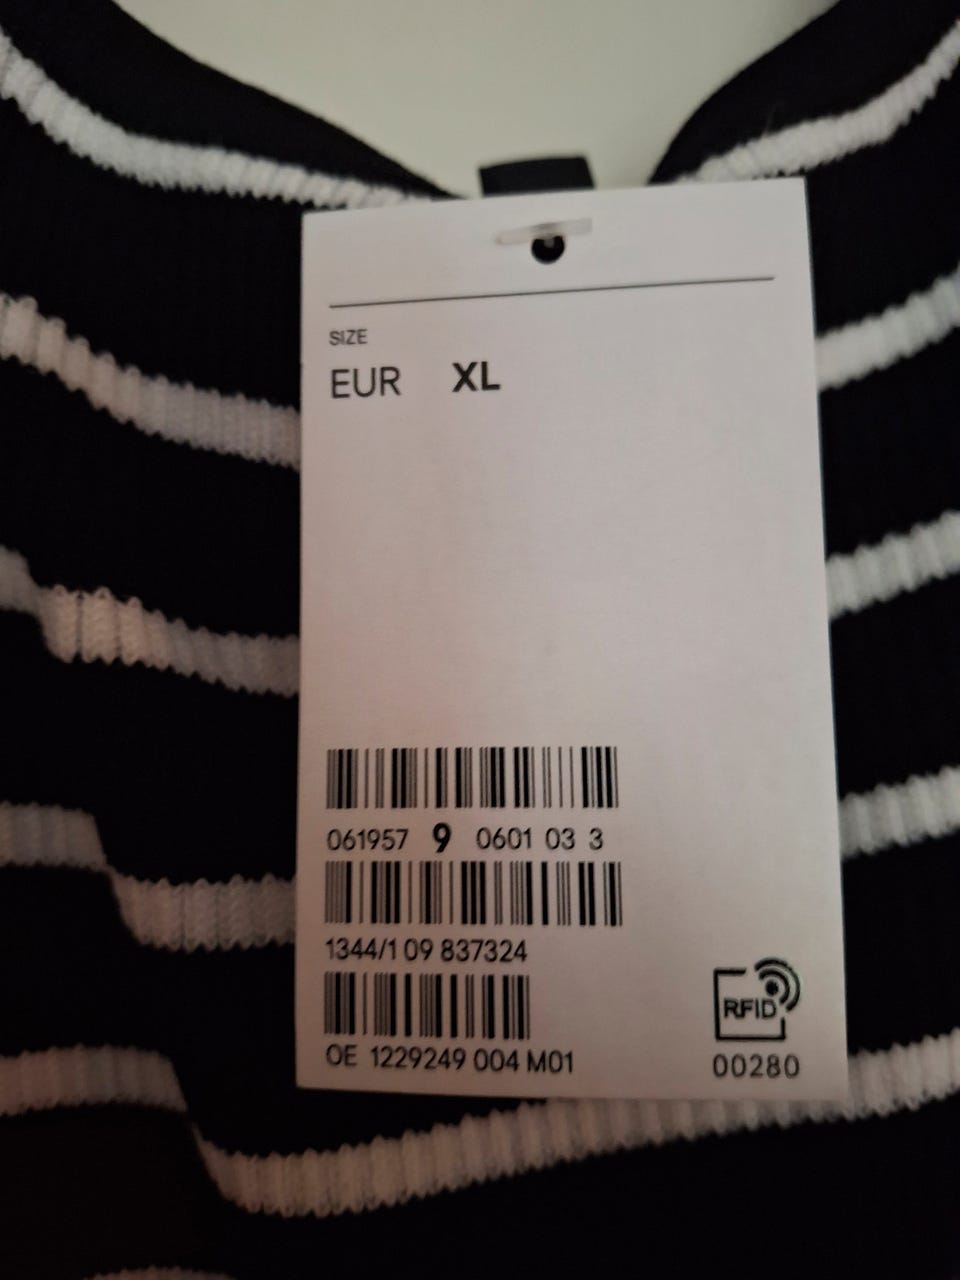 SIZE
EUR XL
061957 9 0601 03 3
1344/1 09 837324
OE 1229249 004 M01
RFID
00280